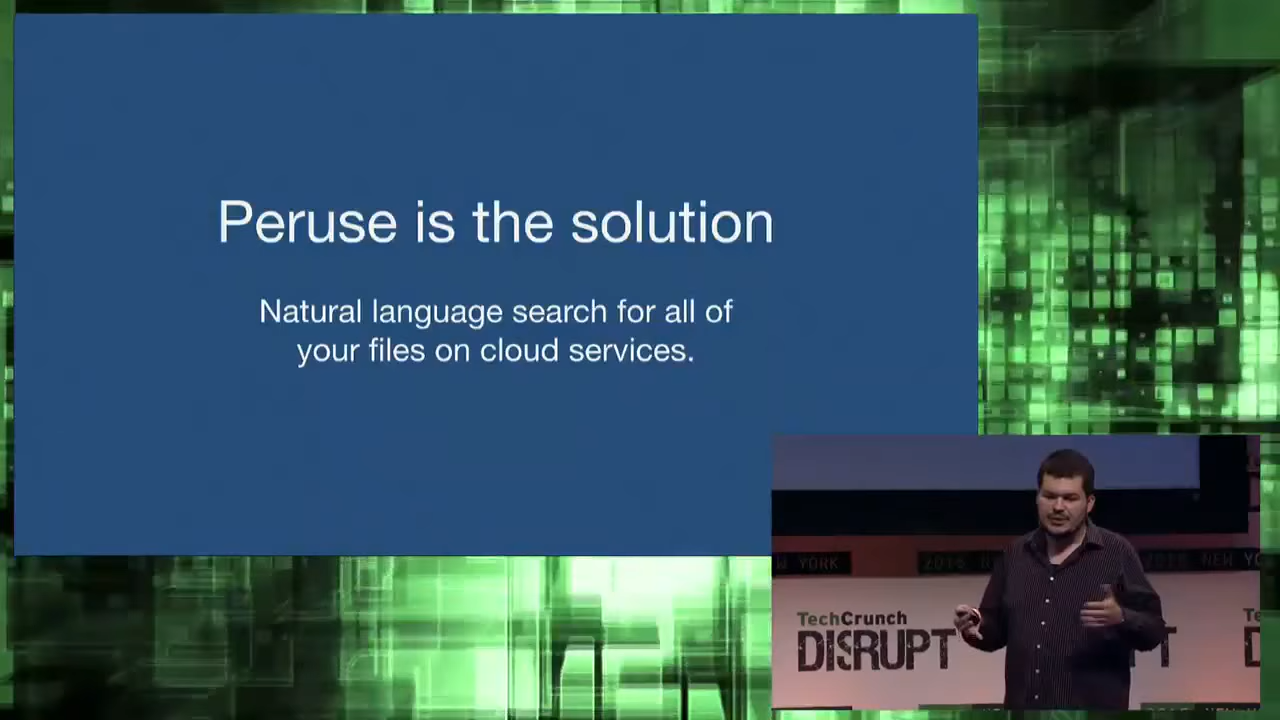 Peruse is the solution
Natural language search for all of
your files on cloud services.
W YORK
NEW YO
TechCrunch
DISRUPT